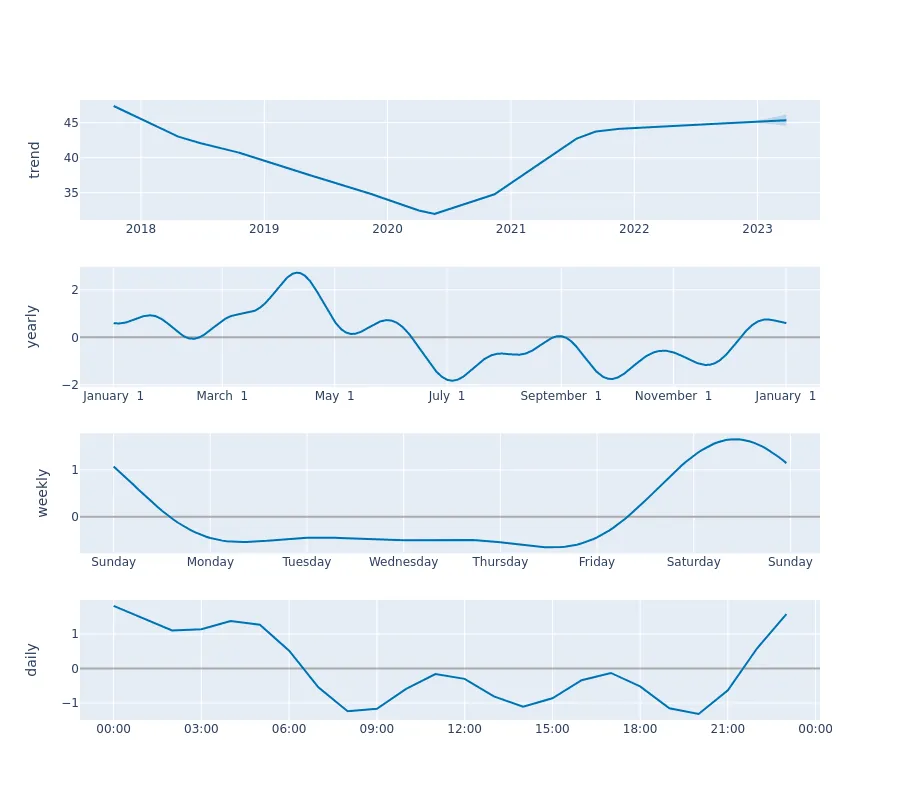 trend
45
40
35
2018 2019 2020 2021 2022 2023
yearly
2
0
−2
January 1 March 1 May 1 July 1 September 1 November 1 January 1
weekly
1
0
Sunday Monday Tuesday Wednesday Thursday Friday Saturday Sunday
daily
1
0
−1
00:00 03:00 06:00 09:00 12:00 15:00 18:00 21:00 00:00